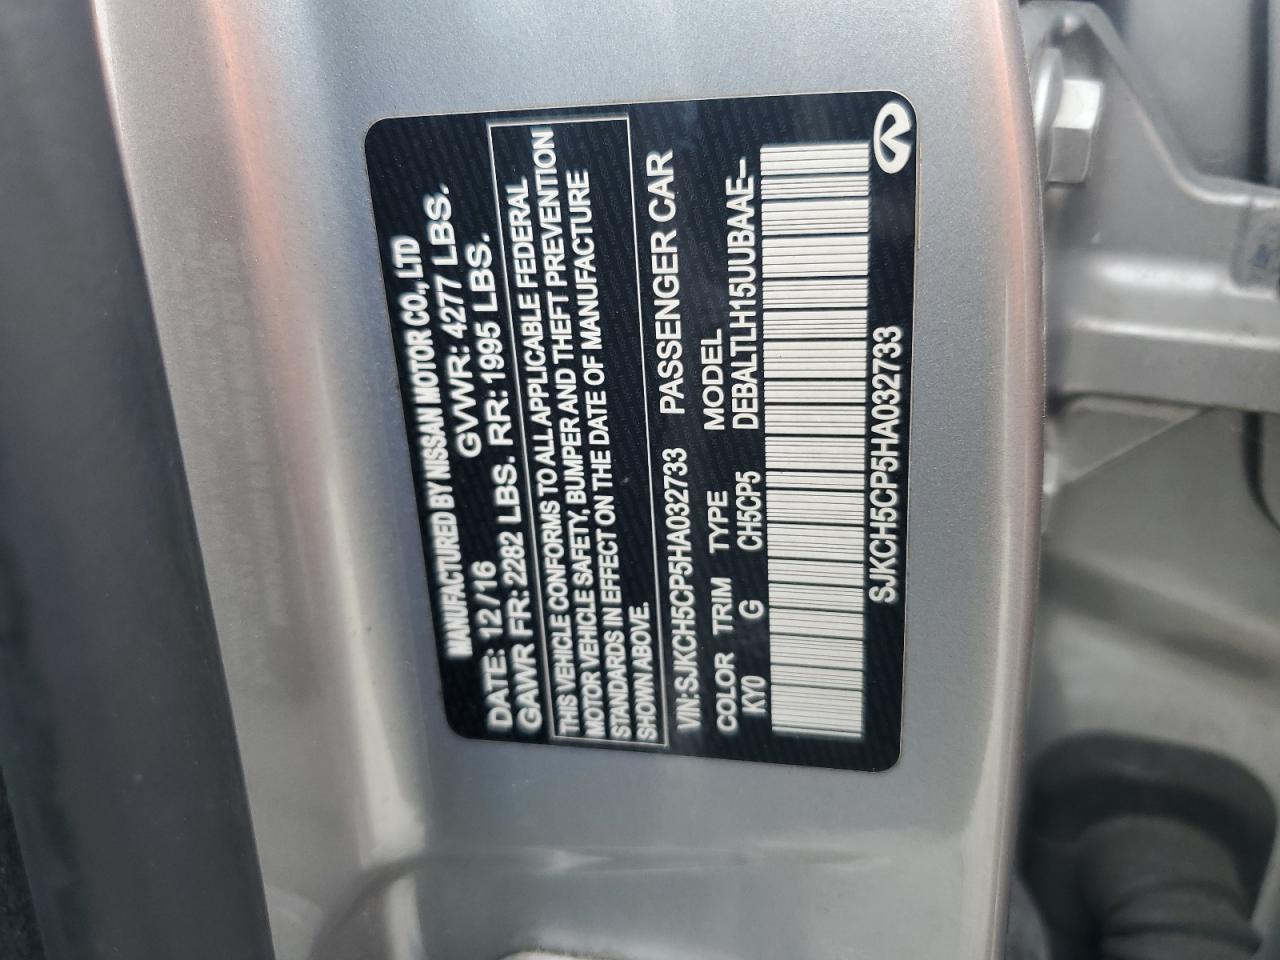 MANUFACTURED BY NISSAN MOTOR CO., LTD
DATE: 12/16 GVWR: 4277 LBS.
GAWR FR: 2282 LBS. RR: 1995 LBS.
THIS VEHICLE CONFORMS TO ALL APPLICABLE FEDERAL
MOTOR VEHICLE SAFETY, BUMPER AND THEFT PREVENTION
STANDARDS IN EFFECT ON THE DATE OF MANUFACTURE
SHOWN ABOVE.
VIN: SJKCH5CP5HA032733 PASSENGER CAR
COLOR TRIM TYPE MODEL
KY0 G CH5CP5 DEBALTLH15UUBAAE--
SJKCH5CP5HA032733